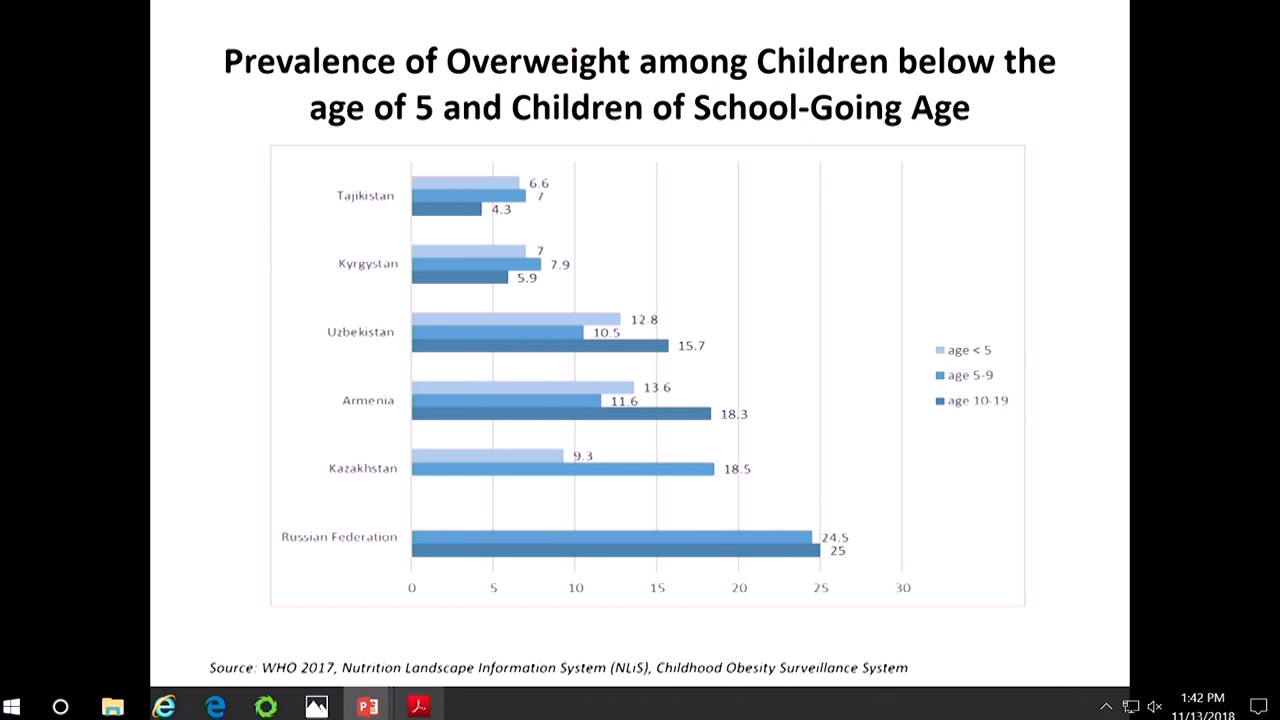 Prevalence of Overweight among Children below the
age of 5 and Children of School-Going Age
Tajikistan
6.6
7
4.3
Kyrgystan
7
7.9
5.9
Uzbekistan
12.8
10.5
15.7
Armenia
13.6
11.6
18.3
Kazakhstan
9.3
18.5
Russian Federation
24.5
25
0 5 10 15 20 25 30
age < 5
age 5-9
age 10-19
Source: WHO 2017, Nutrition Landscape Information System (NLiS), Childhood Obesity Surveillance System
1:42 PM
11/13/2018